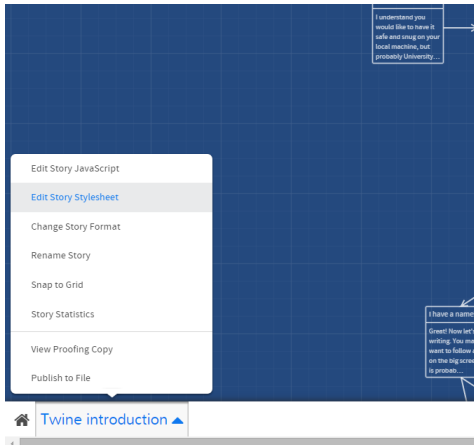 I understand you
would like to have it
safe and snug on your
local machine, but
probably University...
Edit Story JavaScript
Edit Story Stylesheet
Change Story Format
Rename Story
Snap to Grid
Story Statistics
View Proofing Copy
Publish to File
I have a name
Great! Now let's
writing. You ma
want to follow a
on the big scree
is probab...
Twine introduction